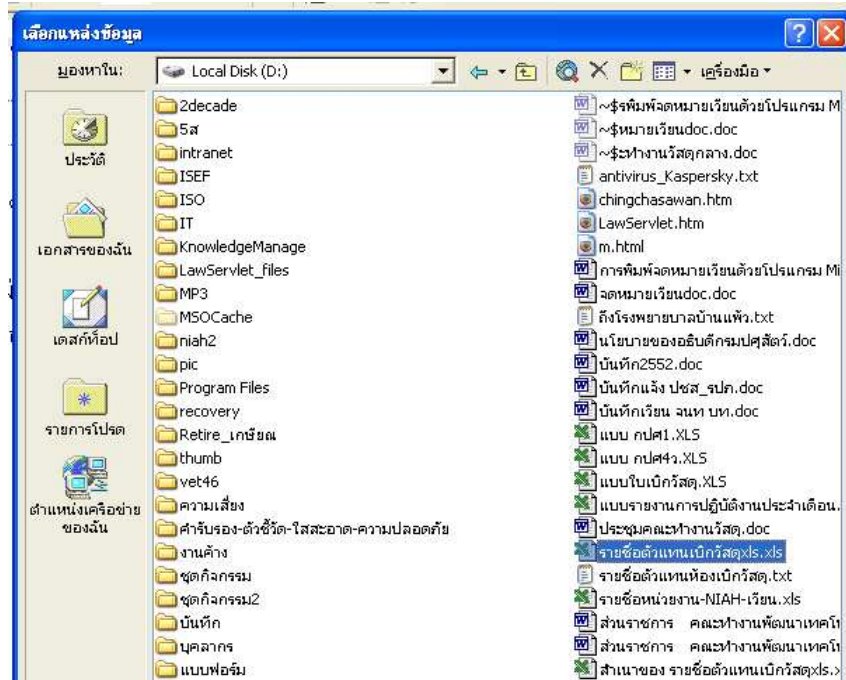 เลือกแหล่งข้อมูล
มองหาใน:
Local Disk (D:)
เครื่องมือ
ประวัติ
เอกสารของฉัน
เดสก์ท็อป
รายการโปรด
ตำแหน่งเครือข่าย
ของฉัน
2decade
5ส
intranet
ISEF
ISO
IT
KnowledgeManage
LawServlet_files
MP3
MSOCache
niah2
pic
Program Files
recovery
Retire_เกษียณ
thumb
vet46
ความเสี่ยง
คำรับรอง-ตัวชี้วัด-ใสสะอาด-ความปลอดภัย
งานค้าง
ชุดกิจกรรม
ชุดกิจกรรม2
บันทึก
บุคลากร
แบบฟอร์ม
~$รพิมพ์จดหมายเวียนด้วยโปรแกรม M
~$หมายเวียนdoc.doc
~$ะทำงานวัสดุกลาง.doc
antivirus_Kaspersky.txt
chingchasawan.htm
LawServlet.htm
m.html
การพิมพ์จดหมายเวียนด้วยโปรแกรม Mi
จดหมายเวียนdoc.doc
ถึงโรงพยายบาลบ้านแพ้ว.txt
นโยบายของอธิบดีกรมปศุสัตว์.doc
บันทึก2552.doc
บันทึกแจ้ง ปชส_รปภ.doc
บันทึกเวียน จนท บท.doc
แบบ กปศ1.XLS
แบบ กปศ4ว.XLS
แบบใบเบิกวัสดุ.XLS
แบบรายงานการปฏิบัติงานประจำเดือน.
ประชุมคณะทำงานวัสดุ.doc
รายชื่อตัวแทนเบิกวัสดุxls.xls
รายชื่อตัวแทนห้องเบิกวัสดุ.txt
รายชื่อหน่วยงาน-NIAH-เวียน.xls
ส่วนราชการ คณะทำงานพัฒนาเทคโ
ส่วนราชการ คณะทำงานพัฒนาเทคโ
สำเนาของ รายชื่อตัวแทนเบิกวัสดุxls.x